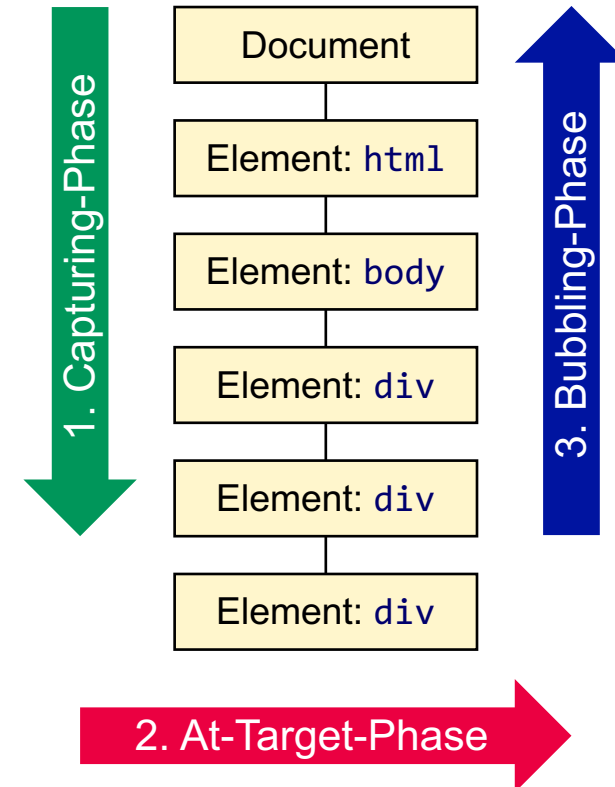 Document
Element: html
Element: body
Element: div
Element: div
Element: div
1. Capturing-Phase
2. At-Target-Phase
3. Bubbling-Phase